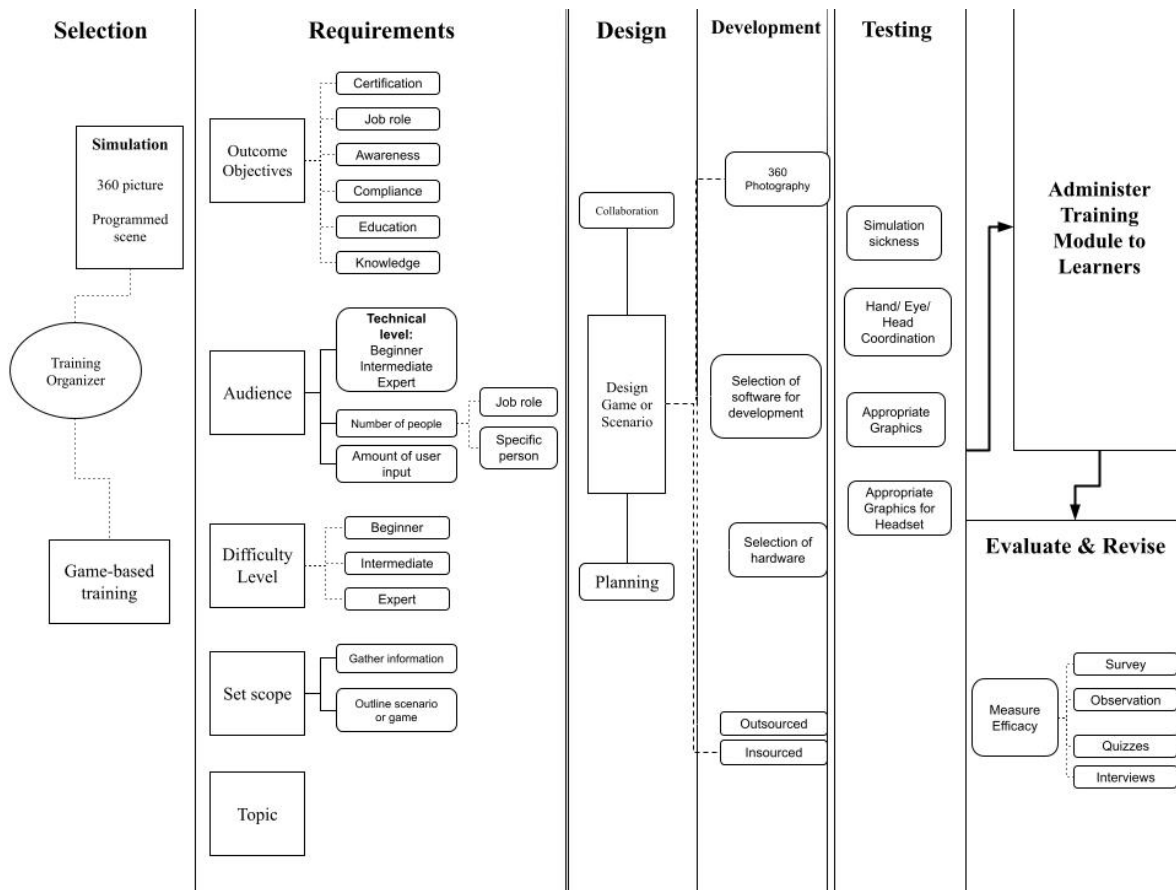 Selection
Simulation
360 picture
Programmed
scene
Training
Organizer
Game-based
training
Requirements
Outcome
Objectives
Certification
Job role
Awareness
Compliance
Education
Knowledge
Audience
Technical
level:
Beginner
Intermediate
Expert
Number of people
Job role
Specific
person
Amount of user
input
Difficulty
Level
Beginner
Intermediate
Expert
Set scope
Gather information
Outline scenario
or game
Topic
Design
Collaboration
Design
Game or
Scenario
Planning
Development
360
Photography
Selection of
software for
development
Selection of
hardware
Outsourced
Insourced
Testing
Simulation
sickness
Hand/ Eye/
Head
Coordination
Appropriate
Graphics
Appropriate
Graphics for
Headset
Administer
Training
Module to
Learners
Evaluate & Revise
Measure
Efficacy
Survey
Observation
Quizzes
Interviews